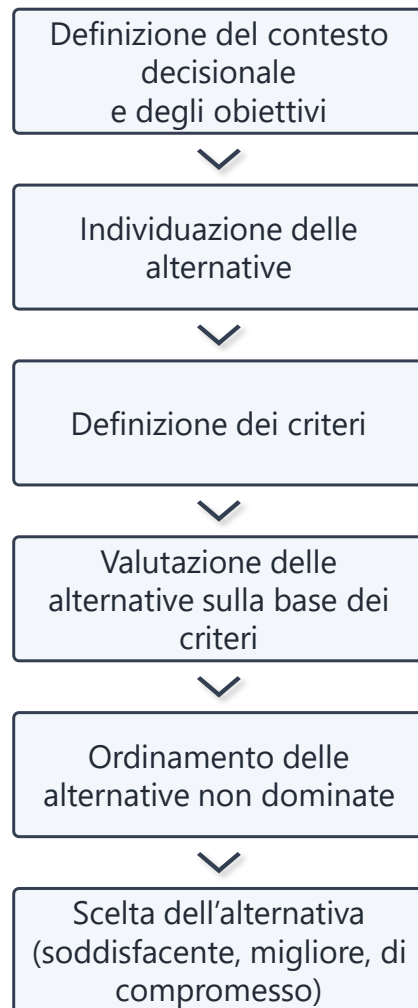 Definizione del contesto
decisionale
e degli obiettivi
Individuazione delle
alternative
Definizione dei criteri
Valutazione delle
alternative sulla base dei
criteri
Ordinamento delle
alternative non dominate
Scelta dell’alternativa
(soddisfacente, migliore, di
compromesso)